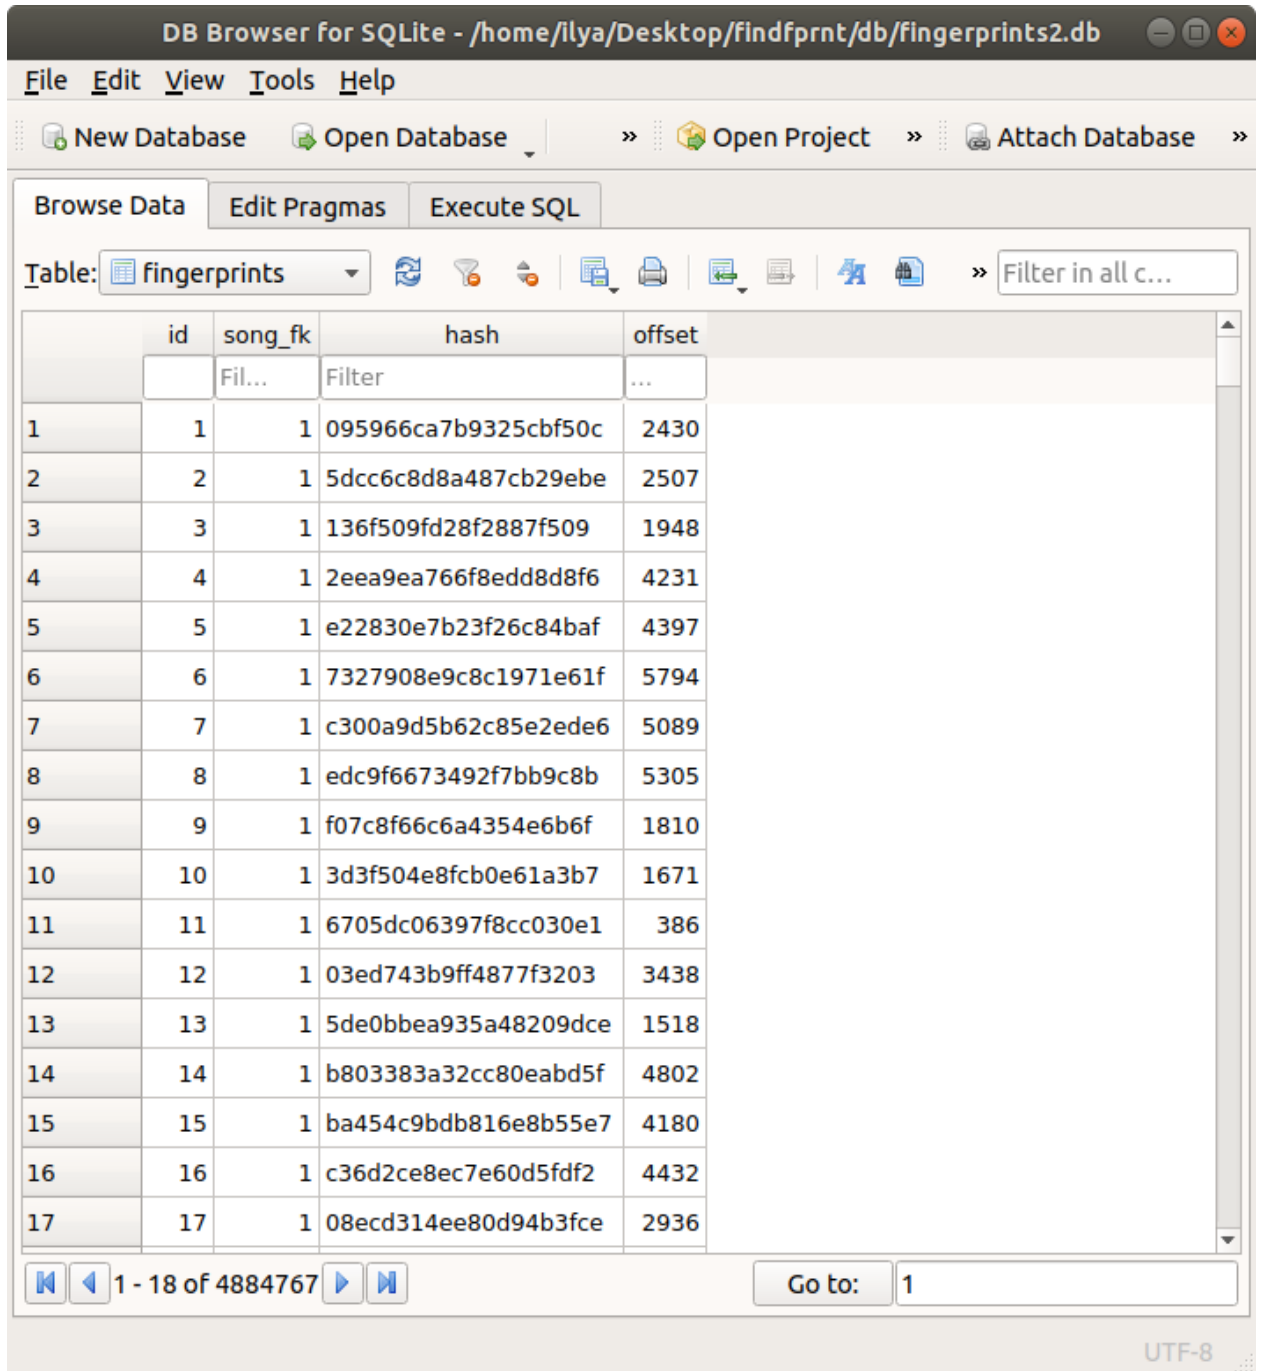 DB Browser for SQLite - /home/ilya/Desktop/findfprnt/db/fingerprints2.db
File Edit View Tools Help
New Database Open Database » Open Project » Attach Database »
Browse Data Edit Pragmas Execute SQL
Table: fingerprints » Filter in all c...
id song_fk hash offset
Fil... Filter ...
1 1 1 095966ca7b9325cbf50c 2430
2 2 1 5dcc6c8d8a487cb29ebe 2507
3 3 1 136f509fd28f2887f509 1948
4 4 1 2eea9ea766f8edd8d8f6 4231
5 5 1 e22830e7b23f26c84baf 4397
6 6 1 7327908e9c8c1971e61f 5794
7 7 1 c300a9d5b62c85e2ede6 5089
8 8 1 edc9f6673492f7bb9c8b 5305
9 9 1 f07c8f66c6a4354e6b6f 1810
10 10 1 3d3f504e8fcb0e61a3b7 1671
11 11 1 6705dc06397f8cc030e1 386
12 12 1 03ed743b9ff4877f3203 3438
13 13 1 5de0bbea935a48209dce 1518
14 14 1 b803383a32cc80eabd5f 4802
15 15 1 ba454c9bdb816e8b55e7 4180
16 16 1 c36d2ce8ec7e60d5fdf2 4432
17 17 1 08ecd314ee80d94b3fce 2936
1 - 18 of 4884767 Go to: 1
UTF-8